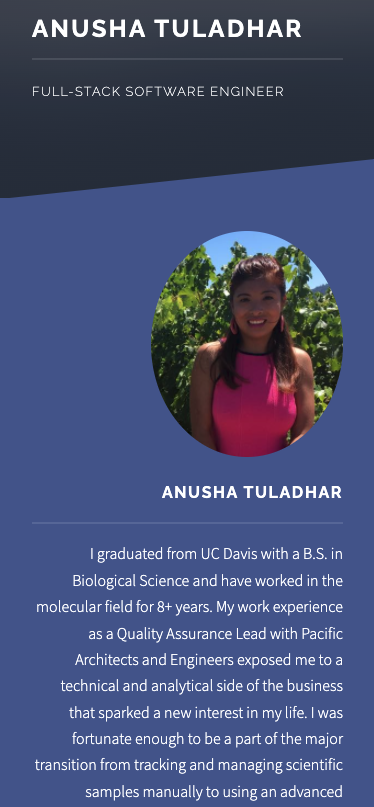 ANUSHA TULADHAR
FULL-STACK SOFTWARE ENGINEER
ANUSHA TULADHAR
I graduated from UC Davis with a B.S. in
Biological Science and have worked in the
molecular field for 8+ years. My work experience
as a Quality Assurance Lead with Pacific
Architects and Engineers exposed me to a
technical and analytical side of the business
that sparked a new interest in my life. I was
fortunate enough to be a part of the major
transition from tracking and managing scientific
samples manually to using an advanced